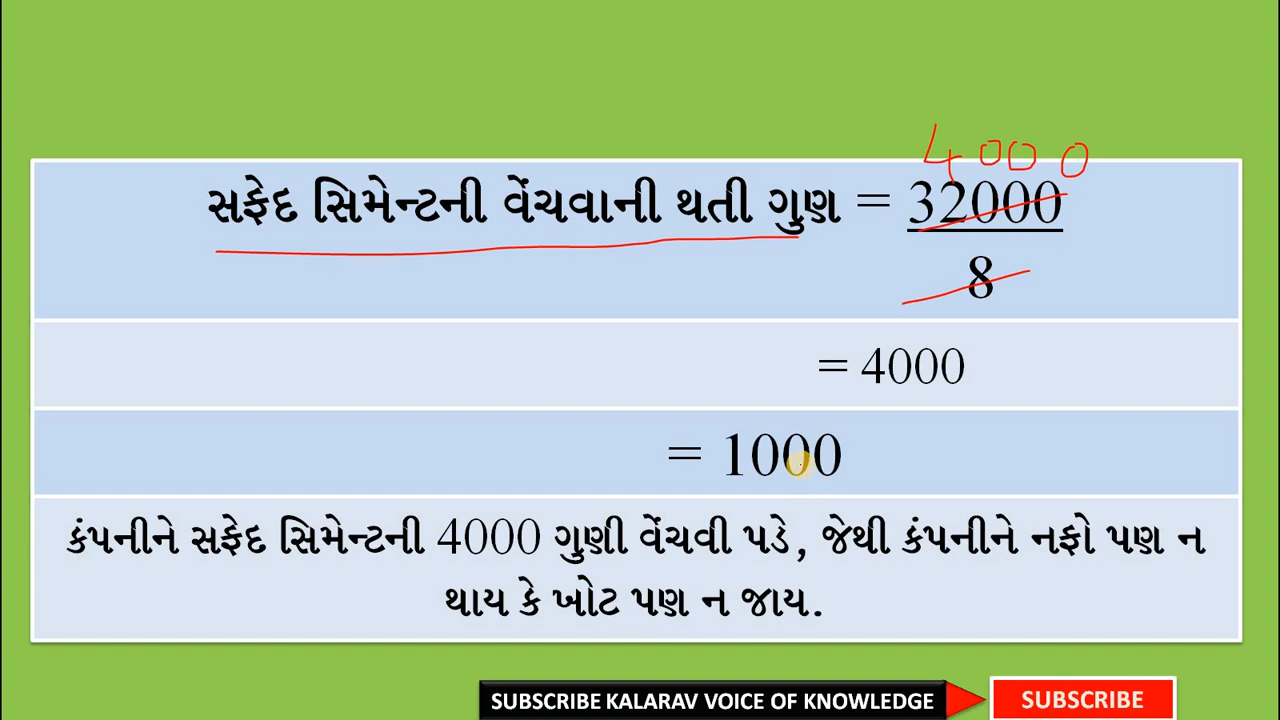 4000
સફેદ સિમેન્ટની વેંચવાની થતી ગુણ = 32000
8
= 4000
= 1000
કંપનીને સફેદ સિમેન્ટની 4000 ગુણી વેંચવી પડે, જેથી કંપનીને નફો પણ ન
થાય કે ખોટ પણ ન જાય.
SUBSCRIBE KALARAV VOICE OF KNOWLEDGE SUBSCRIBE